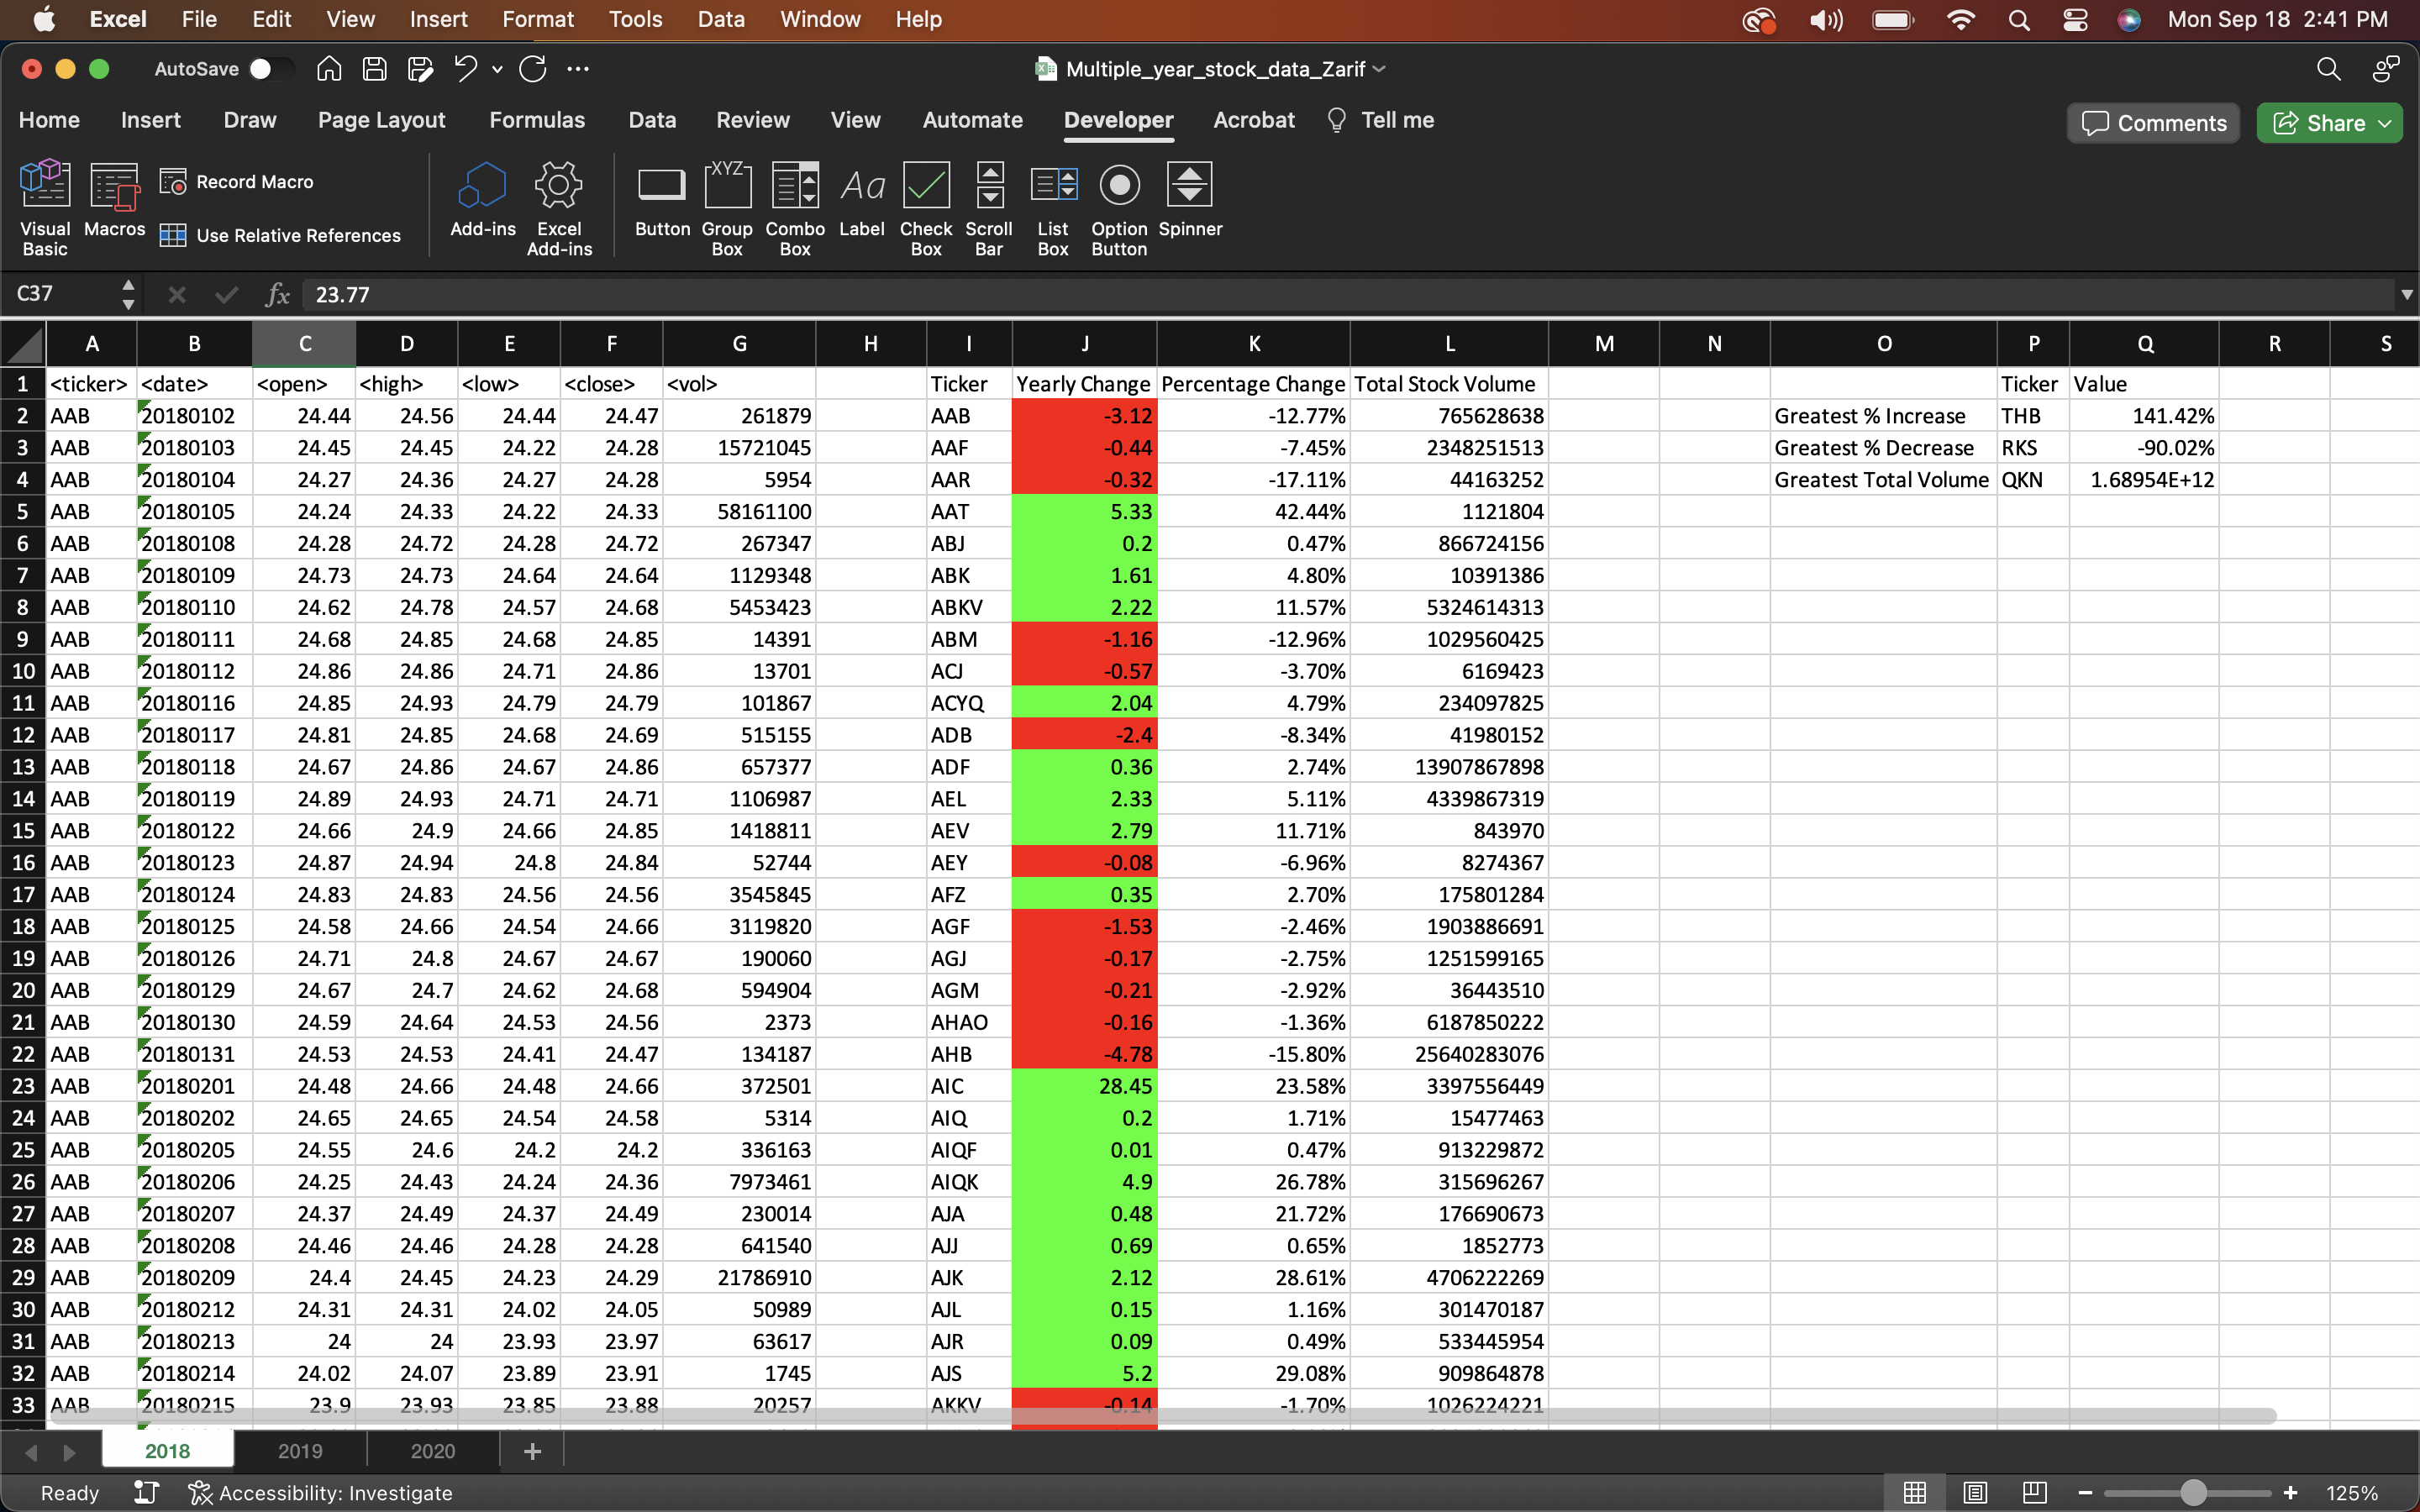 Excel File Edit View Insert Format Tools Data Window Help Mon Sep 18 2:41 PM
AutoSave Multiple_year_stock_data_Zarif
Home Insert Draw Page Layout Formulas Data Review View Automate Developer Acrobat Tell me Comments Share
Visual Basic Macros Record Macro Use Relative References Add-ins Excel Add-ins Button XYZ Group Box Combo Box Aa Label Check Box Scroll Bar List Box Option Button Spinner
C37 fx 23.77
A B C D E F G H I J K L M N O P Q R S
1 <ticker> <date> <open> <high> <low> <close> <vol> Ticker Yearly Change Percentage Change Total Stock Volume Ticker Value
2 AAB 20180102 24.44 24.56 24.44 24.47 261879 AAB -3.12 -12.77% 765628638 Greatest % Increase THB 141.42%
3 AAB 20180103 24.45 24.45 24.22 24.28 15721045 AAF -0.44 -7.45% 2348251513 Greatest % Decrease RKS -90.02%
4 AAB 20180104 24.27 24.36 24.27 24.28 5954 AAR -0.32 -17.11% 44163252 Greatest Total Volume QKN 1.68954E+12
5 AAB 20180105 24.24 24.33 24.22 24.33 58161100 AAT 5.33 42.44% 1121804
6 AAB 20180108 24.28 24.72 24.28 24.72 267347 ABJ 0.2 0.47% 866724156
7 AAB 20180109 24.73 24.73 24.64 24.64 1129348 ABK 1.61 4.80% 10391386
8 AAB 20180110 24.62 24.78 24.57 24.68 5453423 ABKV 2.22 11.57% 5324614313
9 AAB 20180111 24.68 24.85 24.68 24.85 14391 ABM -1.16 -12.96% 1029560425
10 AAB 20180112 24.86 24.86 24.71 24.86 13701 ACJ -0.57 -3.70% 6169423
11 AAB 20180116 24.85 24.93 24.79 24.79 101867 ACYQ 2.04 4.79% 234097825
12 AAB 20180117 24.81 24.85 24.68 24.69 515155 ADB -2.4 -8.34% 41980152
13 AAB 20180118 24.67 24.86 24.67 24.86 657377 ADF 0.36 2.74% 13907867898
14 AAB 20180119 24.89 24.93 24.71 24.71 1106987 AEL 2.33 5.11% 4339867319
15 AAB 20180122 24.66 24.9 24.66 24.85 1418811 AEV 2.79 11.71% 843970
16 AAB 20180123 24.87 24.94 24.8 24.84 52744 AEY -0.08 -6.96% 8274367
17 AAB 20180124 24.83 24.83 24.56 24.56 3545845 AFZ 0.35 2.70% 175801284
18 AAB 20180125 24.58 24.66 24.54 24.66 3119820 AGF -1.53 -2.46% 1903886691
19 AAB 20180126 24.71 24.8 24.67 24.67 190060 AGJ -0.17 -2.75% 1251599165
20 AAB 20180129 24.67 24.7 24.62 24.68 594904 AGM -0.21 -2.92% 36443510
21 AAB 20180130 24.59 24.64 24.53 24.56 2373 AHAO -0.16 -1.36% 6187850222
22 AAB 20180131 24.53 24.53 24.41 24.47 134187 AHB -4.78 -15.80% 25640283076
23 AAB 20180201 24.48 24.66 24.48 24.66 372501 AIC 28.45 23.58% 3397556449
24 AAB 20180202 24.65 24.65 24.54 24.58 5314 AIQ 0.2 1.71% 15477463
25 AAB 20180205 24.55 24.6 24.2 24.2 336163 AIQF 0.01 0.47% 913229872
26 AAB 20180206 24.25 24.43 24.24 24.36 7973461 AIQK 4.9 26.78% 315696267
27 AAB 20180207 24.37 24.49 24.37 24.49 230014 AJA 0.48 21.72% 176690673
28 AAB 20180208 24.46 24.46 24.28 24.28 641540 AJJ 0.69 0.65% 1852773
29 AAB 20180209 24.4 24.45 24.23 24.29 21786910 AJK 2.12 28.61% 4706222269
30 AAB 20180212 24.31 24.31 24.02 24.05 50989 AJL 0.15 1.16% 301470187
31 AAB 20180213 24 24 23.93 23.97 63617 AJR 0.09 0.49% 533445954
32 AAB 20180214 24.02 24.07 23.89 23.91 1745 AJS 5.2 29.08% 909864878
33 AAB 20180215 23.9 23.93 23.85 23.88 20257 AKKV -0.14 -1.70% 1026224221
2018 2019 2020 +
Ready Accessibility: Investigate 125%